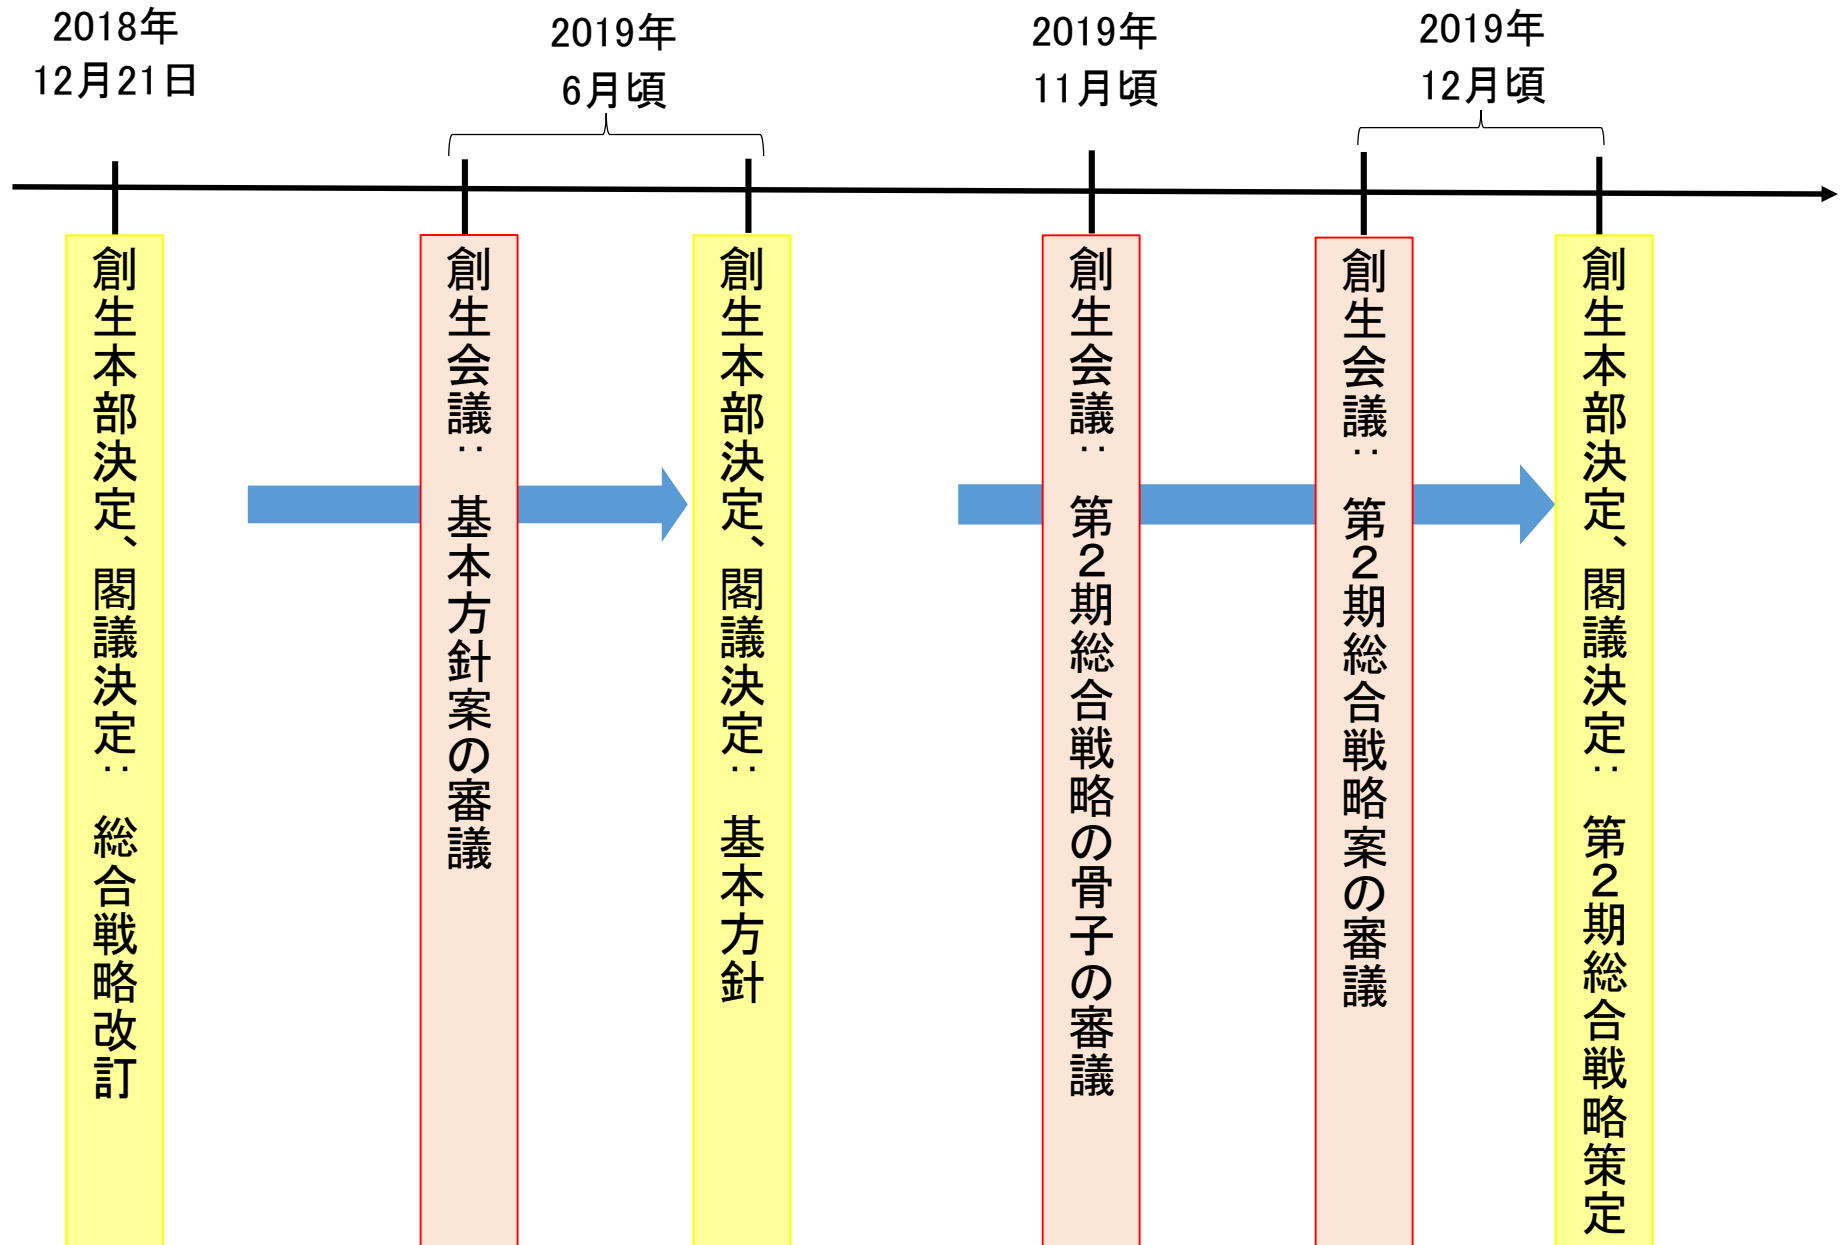 2018年
12月21日
2019年
6月頃
2019年
11月頃
2019年
12月頃
創生本部決定、閣議決定： 総合戦略改訂
創生会議： 基本方針案の審議
創生本部決定、閣議決定： 基本方針
創生会議： 第２期総合戦略の骨子の審議
創生会議： 第２期総合戦略案の審議
創生本部決定、閣議決定： 第２期総合戦略策定